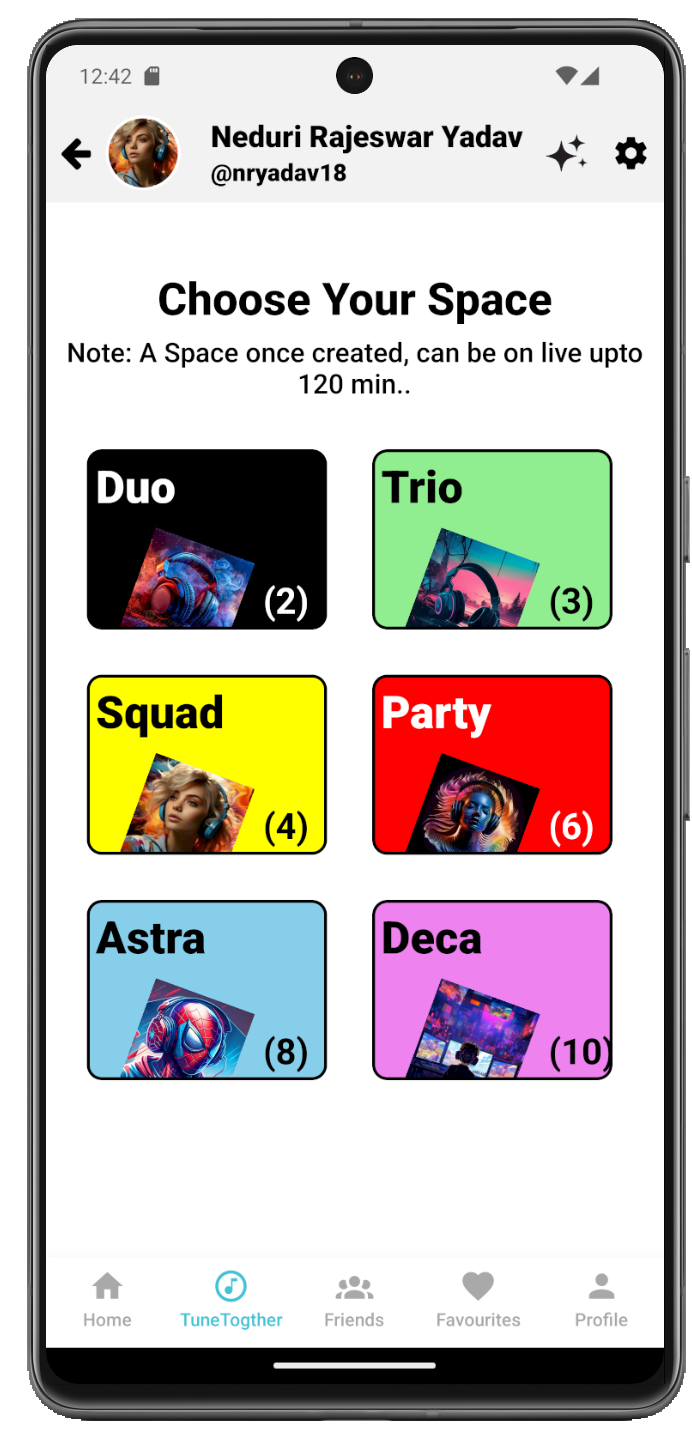 12:42
Neduri Rajeswar Yadav
@nryadav18
Choose Your Space
Note: A Space once created, can be on live upto
120 min..
Duo
(2)
Trio
(3)
Squad
(4)
Party
(6)
Astra
(8)
Deca
(10)
Home
TuneTogther
Friends
Favourites
Profile